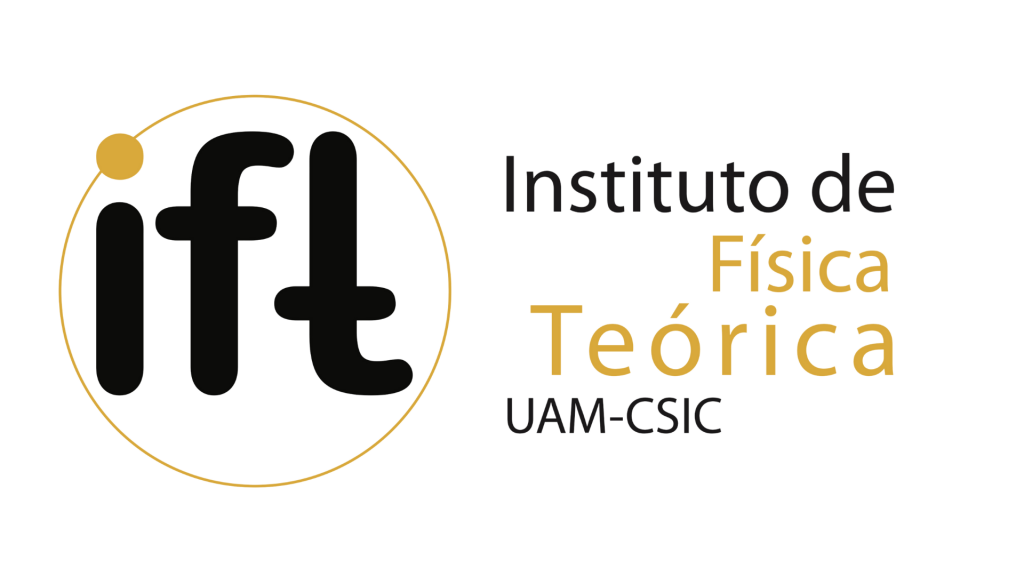 ift
Instituto de
Física
Teórica
UAM-CSIC